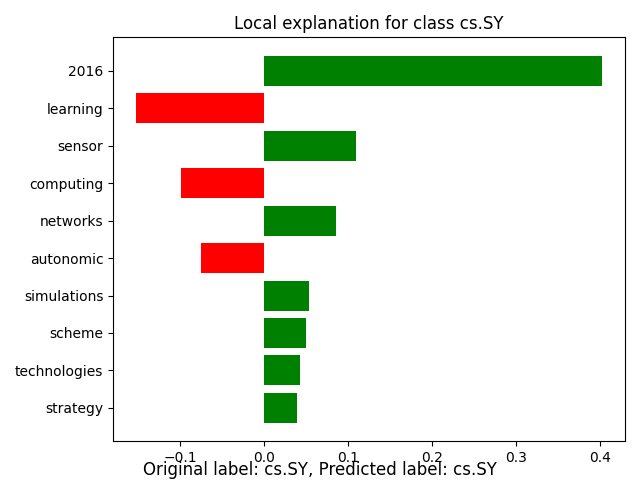 Local explanation for class cs.SY
2016
learning
sensor
computing
networks
autonomic
simulations
scheme
technologies
strategy
−0.1 0.0 0.1 0.2 0.3 0.4
Original label: cs.SY, Predicted label: cs.SY